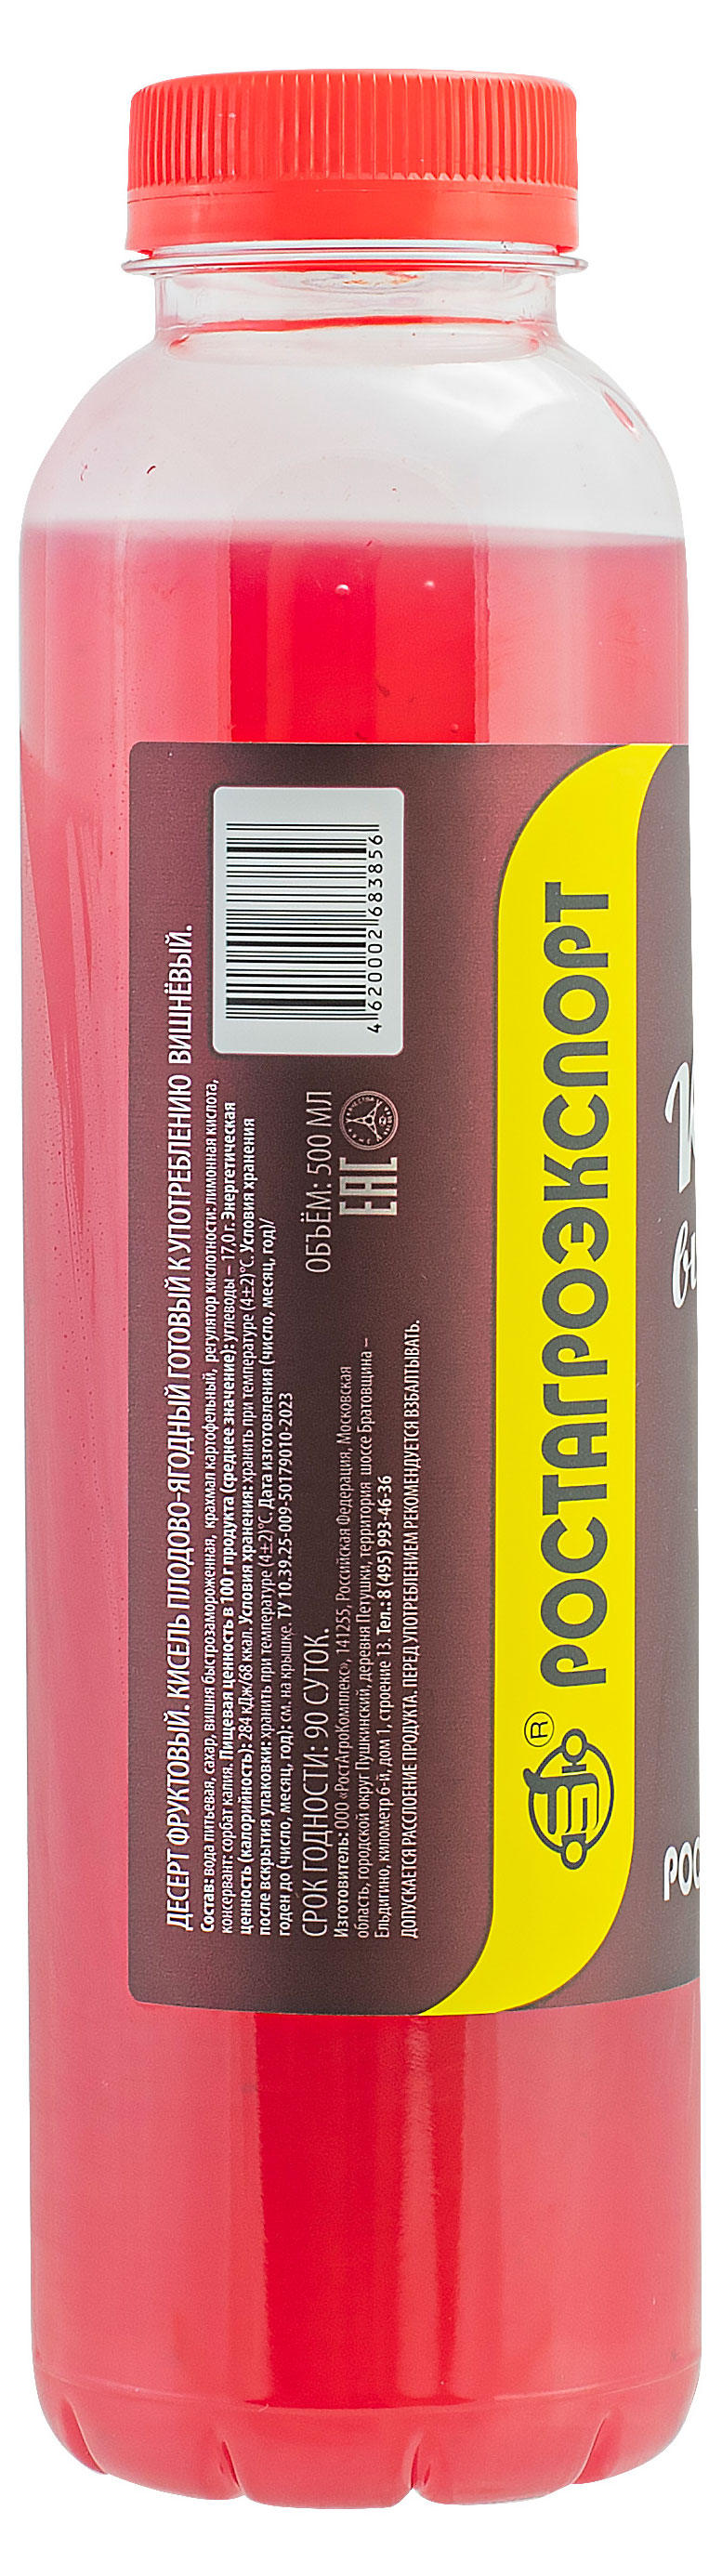 ДЕСЕРТ ФРУКТОВЫЙ. КИСЕЛЬ ПЛОДОВО-ЯГОДНЫЙ ГОТОВЫЙ К УПОТРЕБЛЕНИЮ ВИШНЁВЫЙ.
Состав: вода питьевая, сахар, вишня быстрозамороженная, крахмал картофельный, регулятор кислотности: лимонная кислота,
консервант: сорбат калия. Пищевая ценность в 100 г продукта (среднее значение): углеводы – 17,0 г. Энергетическая
ценность (калорийность): 284 кДж/68 ккал. Условия хранения: хранить при температуре (4±2)°С. Условия хранения
после вскрытия упаковки: хранить при температуре (4±2)°С. Дата изготовления (число, месяц, год)/
годен до (число, месяц, год): см. на крышке. ТУ 10.39.25-009-50179010-2023
СРОК ГОДНОСТИ: 90 СУТОК.
ОБЪЁМ: 500 МЛ
Изготовитель: ООО «РостАгроКомплекс», 141255, Российская Федерация, Московская
область, городской округ Пушкинский, деревня Петушки, территория шоссе Братовщина –
Ельдигино, километр 6-й, дом 1, строение 13. Тел.: 8 (495) 993-46-36
ДОПУСКАЕТСЯ РАССЛОЕНИЕ ПРОДУКТА. ПЕРЕД УПОТРЕБЛЕНИЕМ РЕКОМЕНДУЕТСЯ ВЗБАЛТЫВАТЬ.
ЕАС
4 620002 683856
® РОСТАГРОЭКСПОРТ
РОС